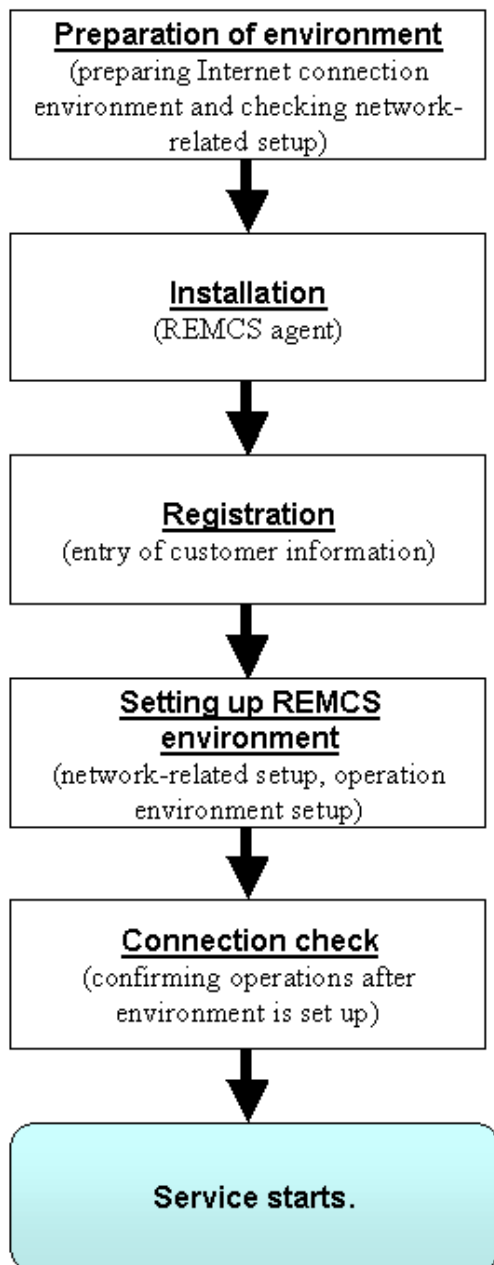 Preparation of environment
(preparing Internet connection
environment and checking network-
related setup)
Installation
(REMCS agent)
Registration
(entry of customer information)
Setting up REMCS
environment
(network-related setup, operation
environment setup)
Connection check
(confirming operations after
environment is set up)
Service starts.